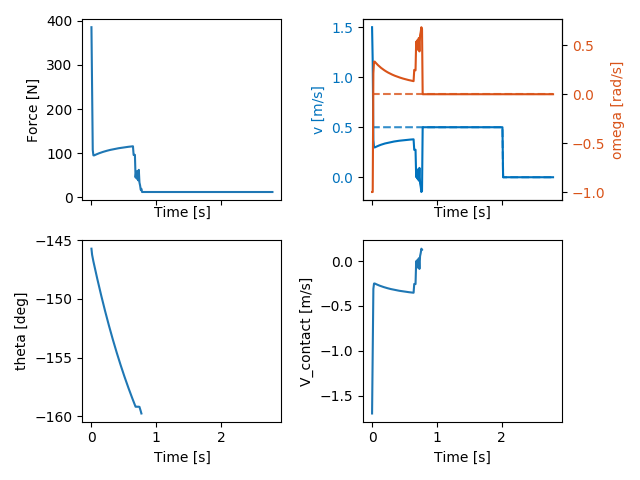 400
300
200
100
0
Force [N]
Time [s]
1.5
1.0
0.5
0.0
v [m/s]
0.5
0.0
−0.5
−1.0
omega [rad/s]
Time [s]
−145
−150
−155
−160
theta [deg]
0 1 2
Time [s]
0.0
−0.5
−1.0
−1.5
V_contact [m/s]
0 1 2
Time [s]